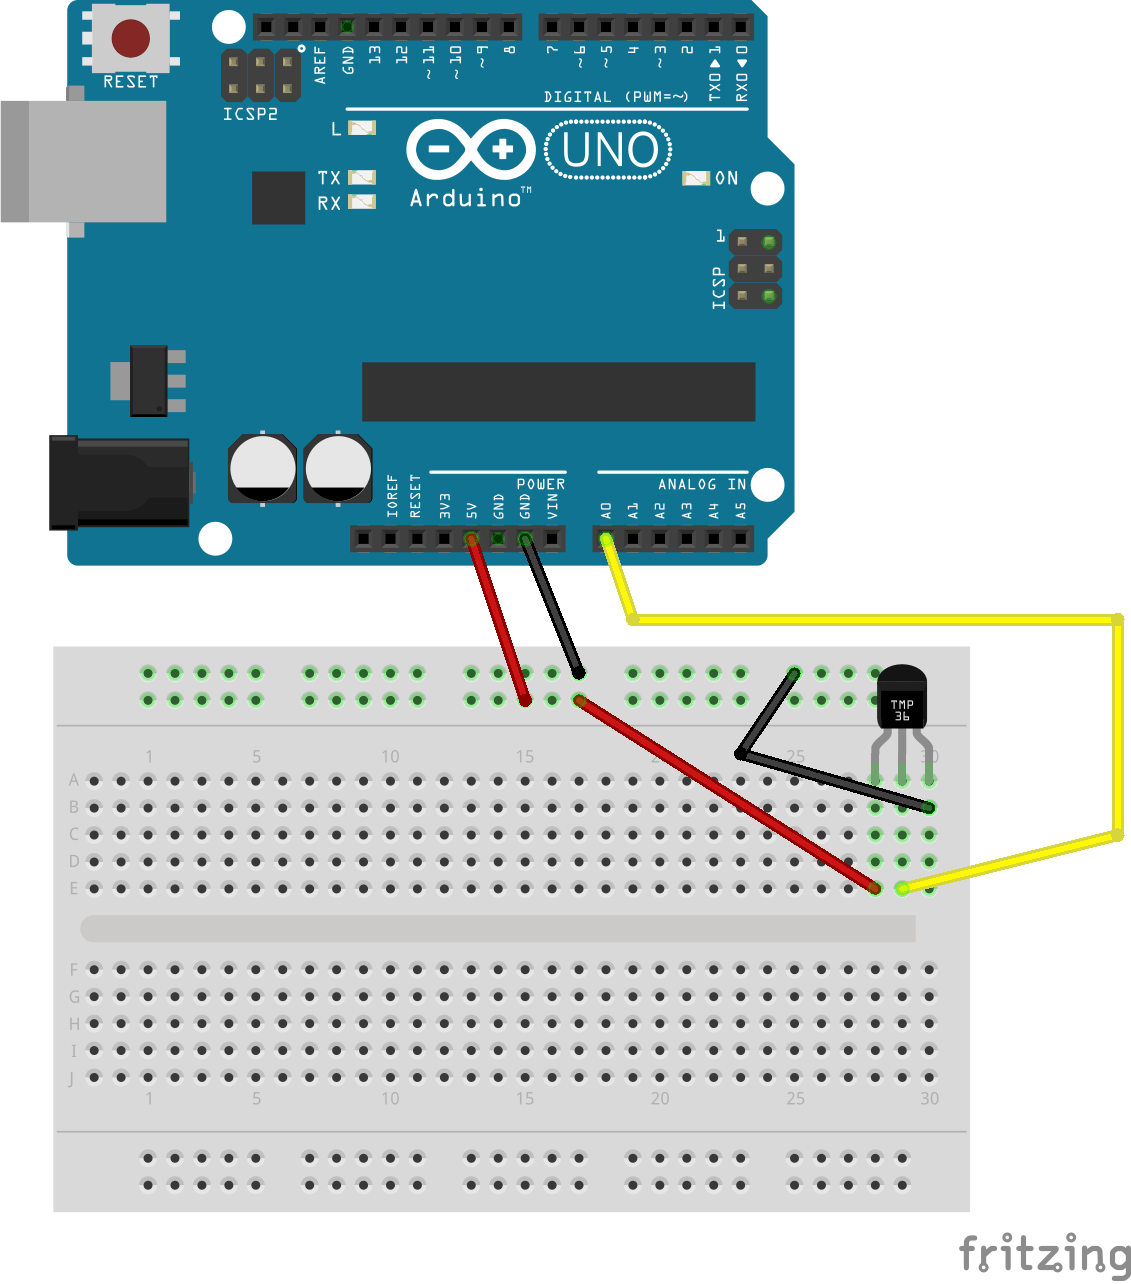 RESET
ICSP2
AREF
GND
13
12
~11
~10
~9
8
7
~6
~5
4
~3
2
TX0▶1
RX0◀0
DIGITAL (PWM=~)
L
TX
RX
Arduino™
UNO
ON
1
ICSP
IOREF
RESET
3V3
5V
GND
GND
VIN
POWER
ANALOG IN
A0
A1
A2
A3
A4
A5
TMP
36
1 5 10 15 25 30
A
B
C
D
E
F
G
H
I
J
1 5 10 15 20 25 30
fritzing